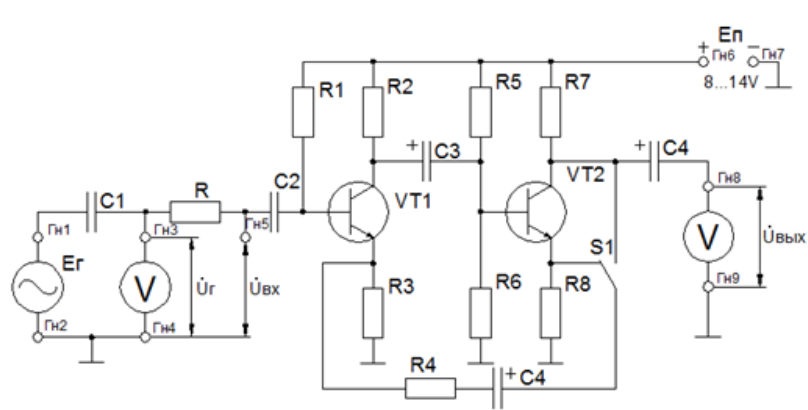 Eп
+ Гн6 − Гн7
8...14V
R1
R2
R5
R7
+ C3
+ C4
C1
R
C2
VT1
VT2
Гн8
Гн1
Гн3
Гн5
S1
V
U̇вых
Eг
V
U̇г
U̇вх
R3
R6
R8
Гн9
Гн2
Гн4
R4
+ C4